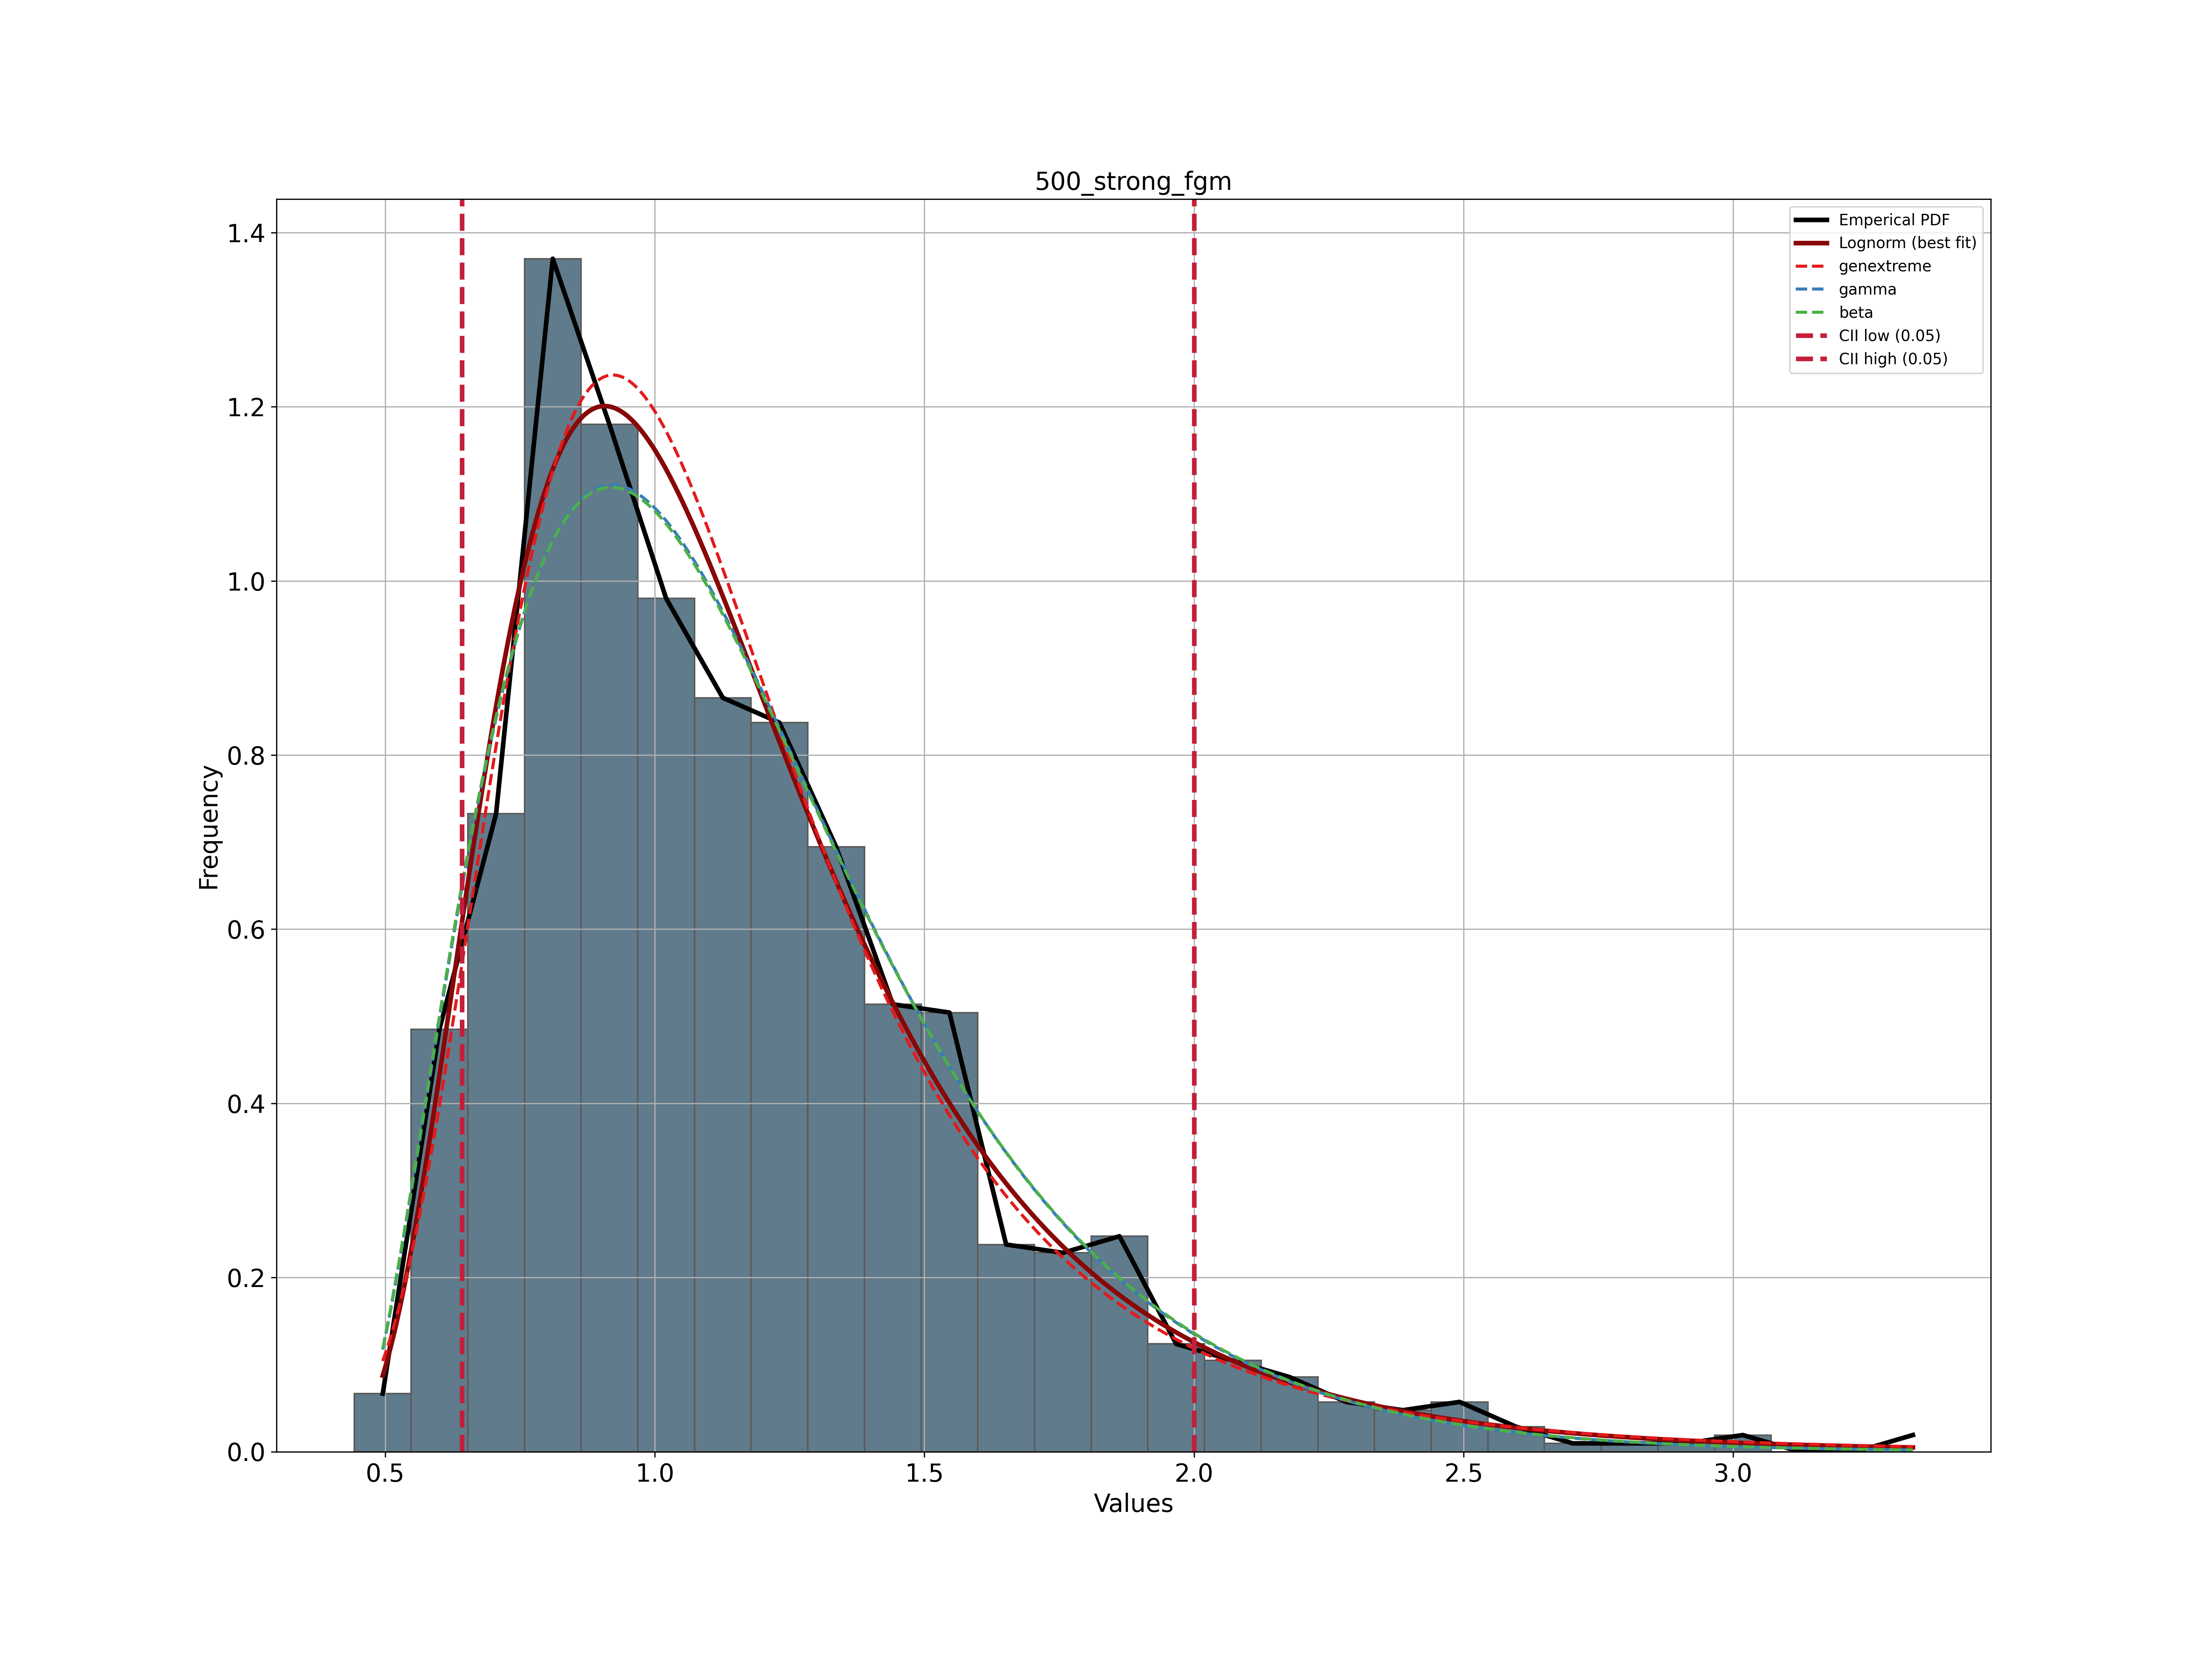 500_strong_fgm
1.4
1.2
1.0
0.8
0.6
0.4
0.2
0.0
Frequency
Emperical PDF
Lognorm (best fit)
genextreme
gamma
beta
CII low (0.05)
CII high (0.05)
0.5 1.0 1.5 2.0 2.5 3.0
Values